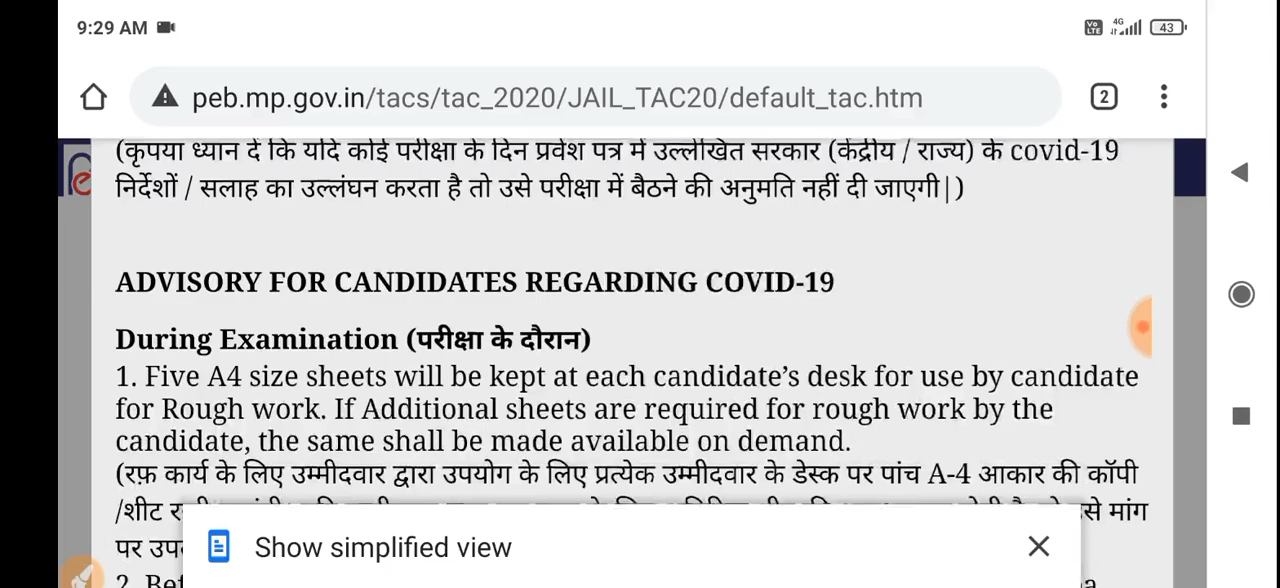 9:29 AM
Vo LTE 4G 43
peb.mp.gov.in/tacs/tac_2020/JAIL_TAC20/default_tac.htm
2
(कृपया ध्यान दें कि यदि कोई परीक्षा के दिन प्रवेश पत्र में उल्लेखित सरकार (केंद्रीय / राज्य) के covid-19
निर्देशों / सलाह का उल्लंघन करता है तो उसे परीक्षा में बैठने की अनुमति नहीं दी जाएगी|)
ADVISORY FOR CANDIDATES REGARDING COVID-19
During Examination (परीक्षा के दौरान)
1. Five A4 size sheets will be kept at each candidate’s desk for use by candidate
for Rough work. If Additional sheets are required for rough work by the
candidate, the same shall be made available on demand.
(रफ़ कार्य के लिए उम्मीदवार द्वारा उपयोग के लिए प्रत्येक उम्मीदवार के डेस्क पर पांच A-4 आकार की कॉपी
/शीट मांग
पर
Show simplified view
2.